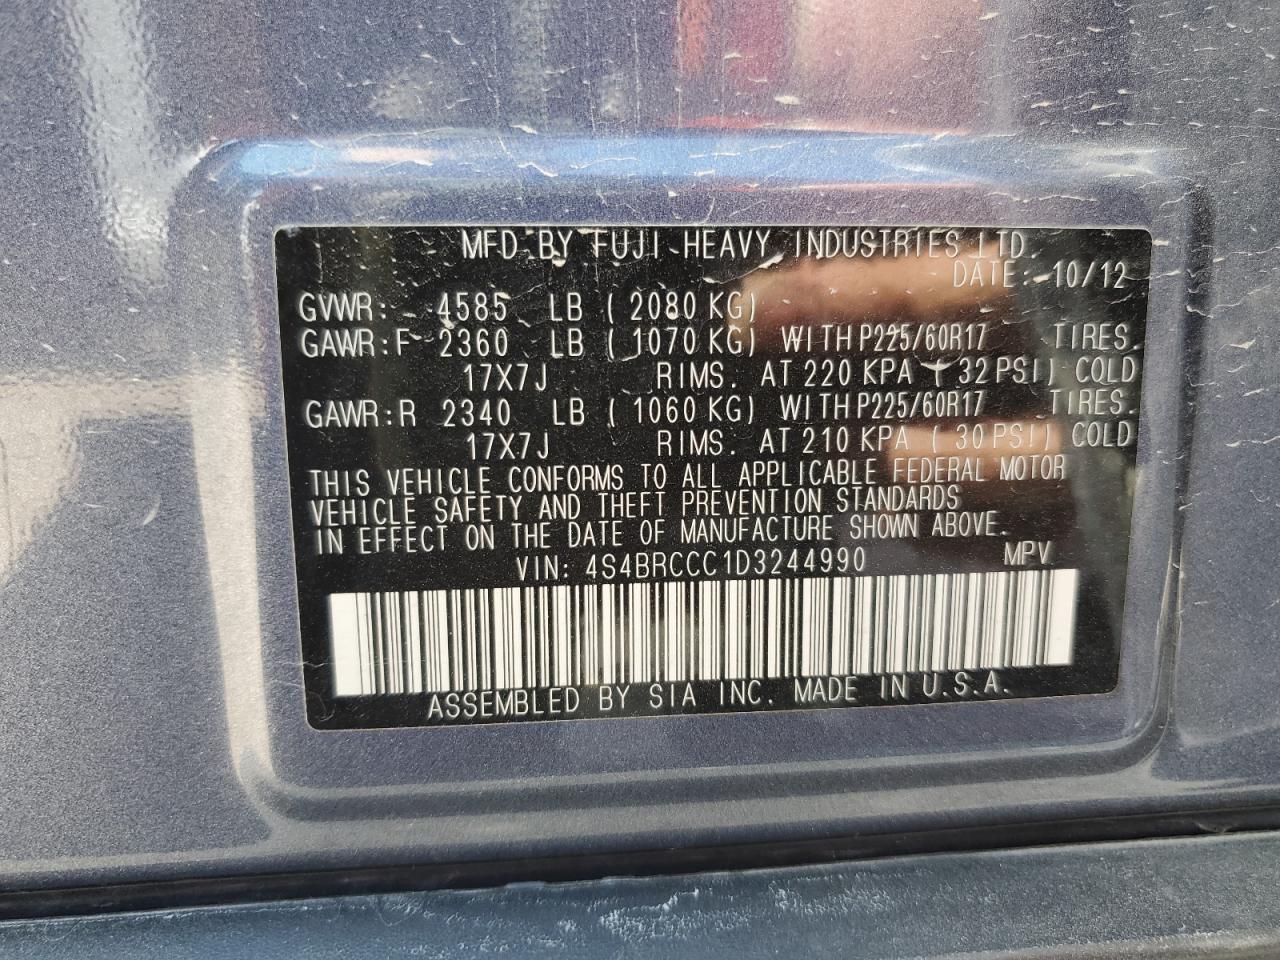 MFD BY FUJI HEAVY INDUSTRIES LTD.
DATE: 10/12
GVWR: 4585 LB ( 2080 KG)
GAWR:F 2360 LB ( 1070 KG) WITH P225/60R17 TIRES.
17X7J RIMS. AT 220 KPA ( 32 PSI) COLD
GAWR:R 2340 LB ( 1060 KG) WITH P225/60R17 TIRES.
17X7J RIMS. AT 210 KPA ( 30 PSI) COLD
THIS VEHICLE CONFORMS TO ALL APPLICABLE FEDERAL MOTOR
VEHICLE SAFETY AND THEFT PREVENTION STANDARDS
IN EFFECT ON THE DATE OF MANUFACTURE SHOWN ABOVE.
VIN: 4S4BRCCC1D3244990 MPV
ASSEMBLED BY SIA INC. MADE IN U.S.A.